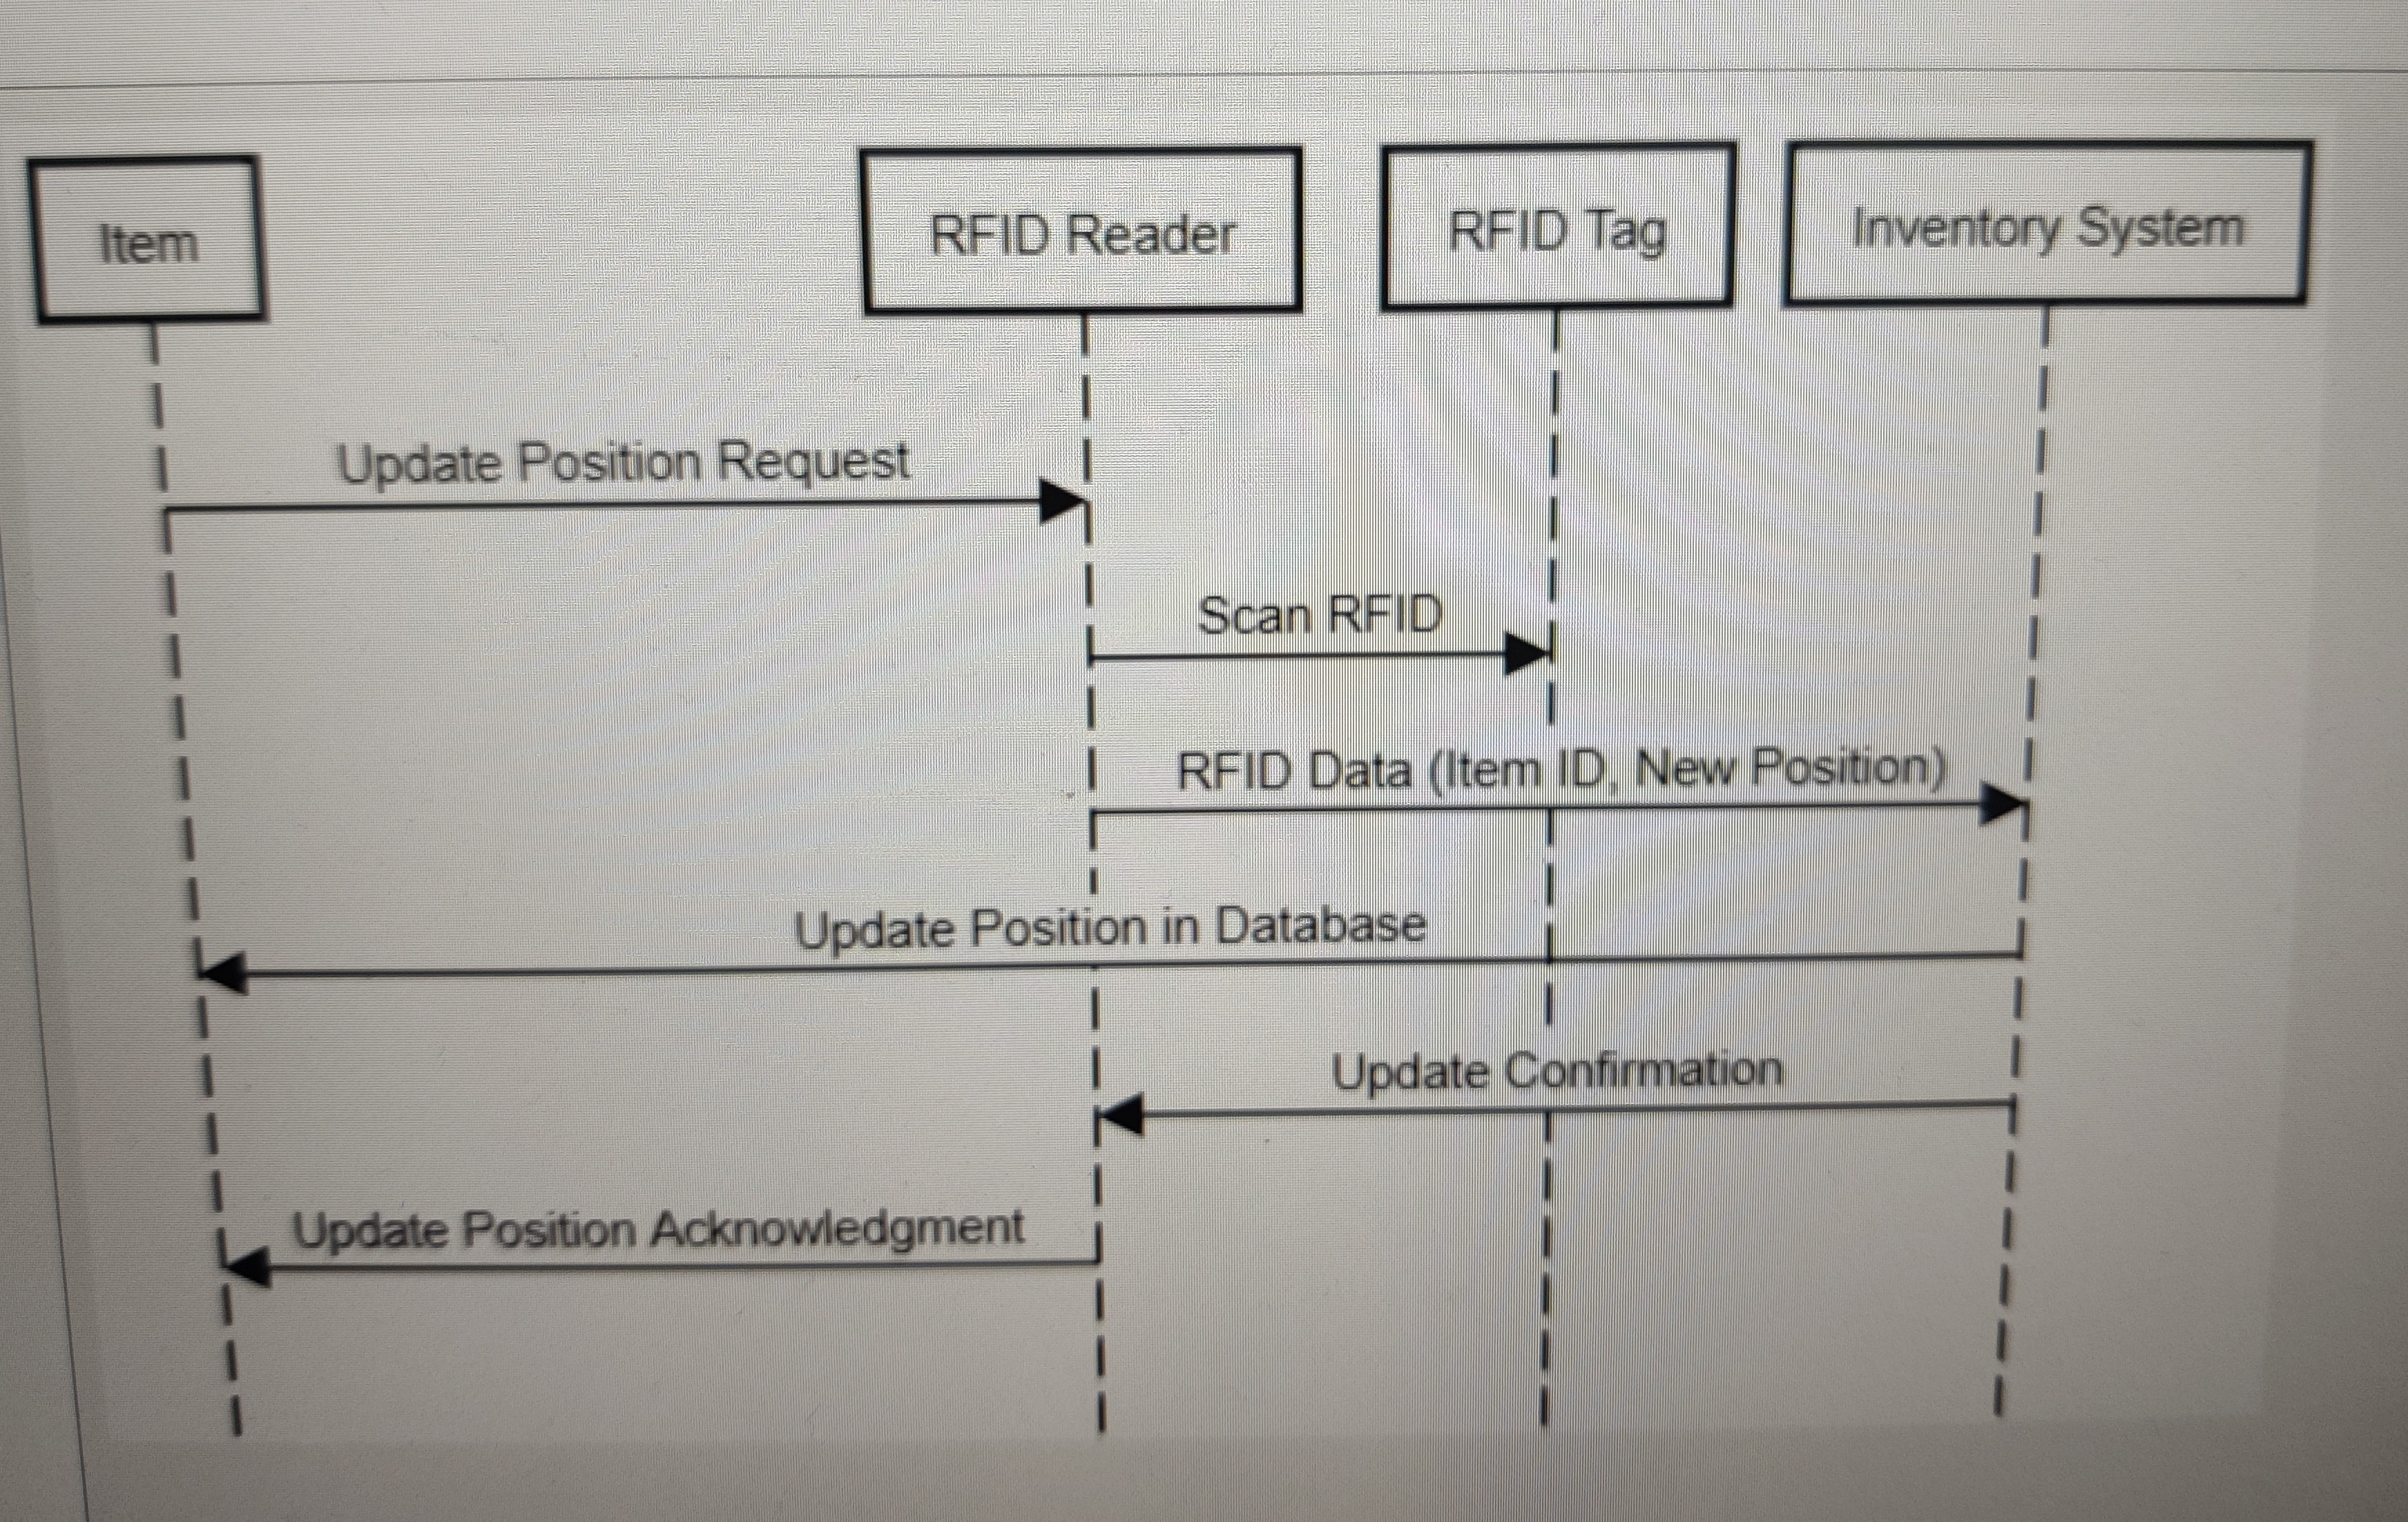 Item
RFID Reader
RFID Tag
Inventory System
Update Position Request
Scan RFID
RFID Data (Item ID, New Position)
Update Position in Database
Update Confirmation
Update Position Acknowledgment